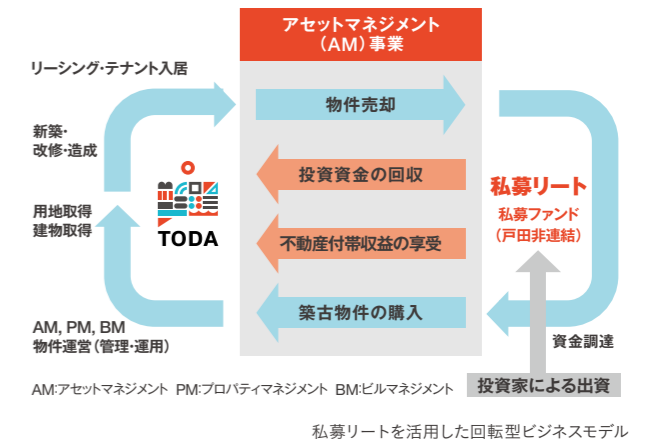 アセットマネジメント
（AM）事業
リーシング・テナント入居
物件売却
新築・
改修・造成
投資資金の回収
私募リート
私募ファンド
（戸田非連結）
用地取得
建物取得
TODA
不動産付帯収益の享受
築古物件の購入
AM, PM, BM
物件運営（管理・運用）
資金調達
AM:アセットマネジメント PM:プロパティマネジメント BM:ビルマネジメント
投資家による出資
私募リートを活用した回転型ビジネスモデル